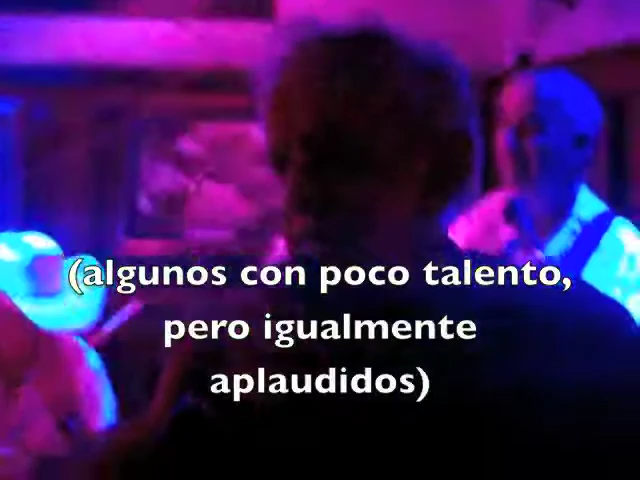 (algunos con poco talento,
pero igualmente
aplaudidos)